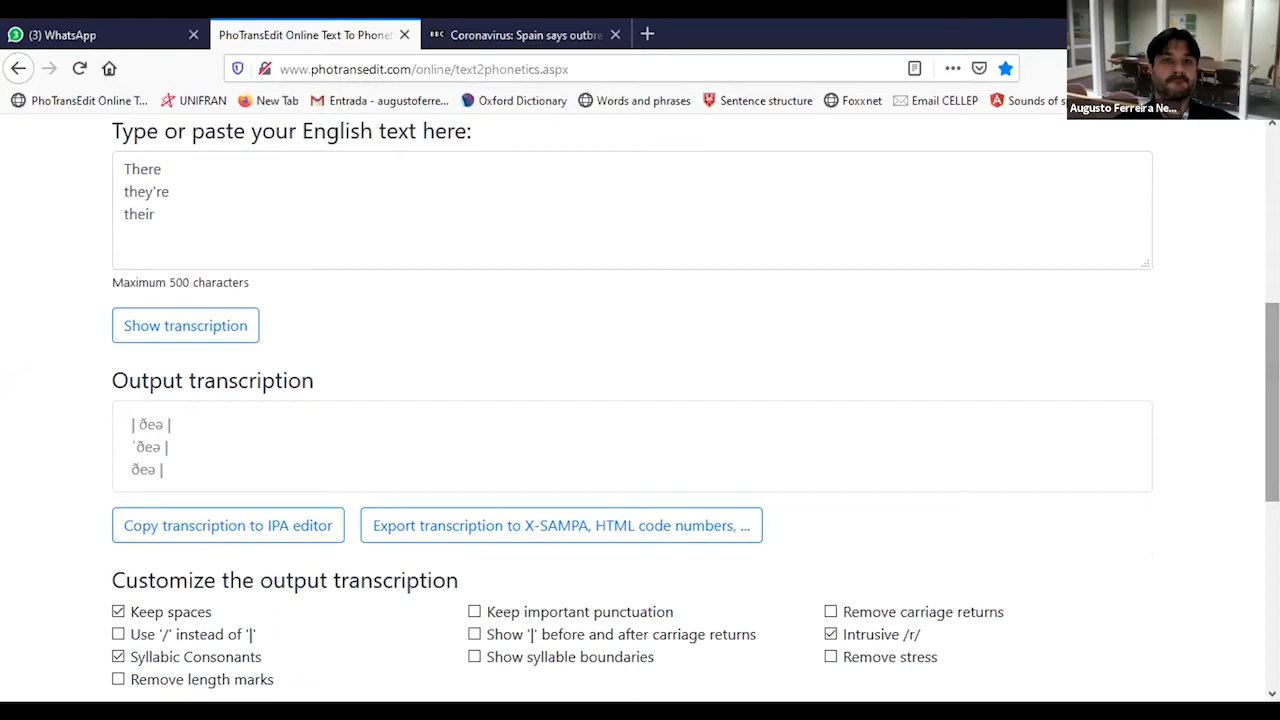 (3) WhatsApp
PhoTransEdit Online Text To Phonet
BBC Coronavirus: Spain says outbre
www.photransedit.com/online/text2phonetics.aspx
PhoTransEdit Online T... UNIFRAN New Tab Entrada - augustoferre... Oxford Dictionary Words and phrases Sentence structure Foxxnet Email CELLEP Sounds of s
Augusto Ferreira Ne...
Type or paste your English text here:
There
they're
their
Maximum 500 characters
Show transcription
Output transcription
| ðeə |
ˈðeə |
ðeə |
Copy transcription to IPA editor Export transcription to X-SAMPA, HTML code numbers, ...
Customize the output transcription
Keep spaces Keep important punctuation Remove carriage returns
Use '/' instead of '|' Show '|' before and after carriage returns Intrusive /r/
Syllabic Consonants Show syllable boundaries Remove stress
Remove length marks